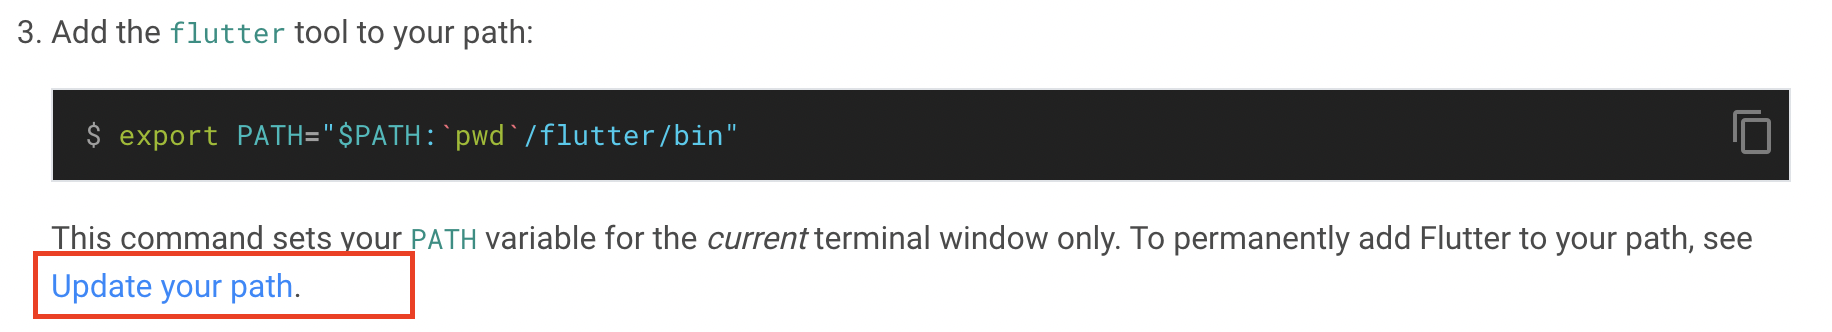 3. Add the flutter tool to your path:
$ export PATH="$PATH:`pwd`/flutter/bin"
This command sets your PATH variable for the current terminal window only. To permanently add Flutter to your path, see
Update your path.